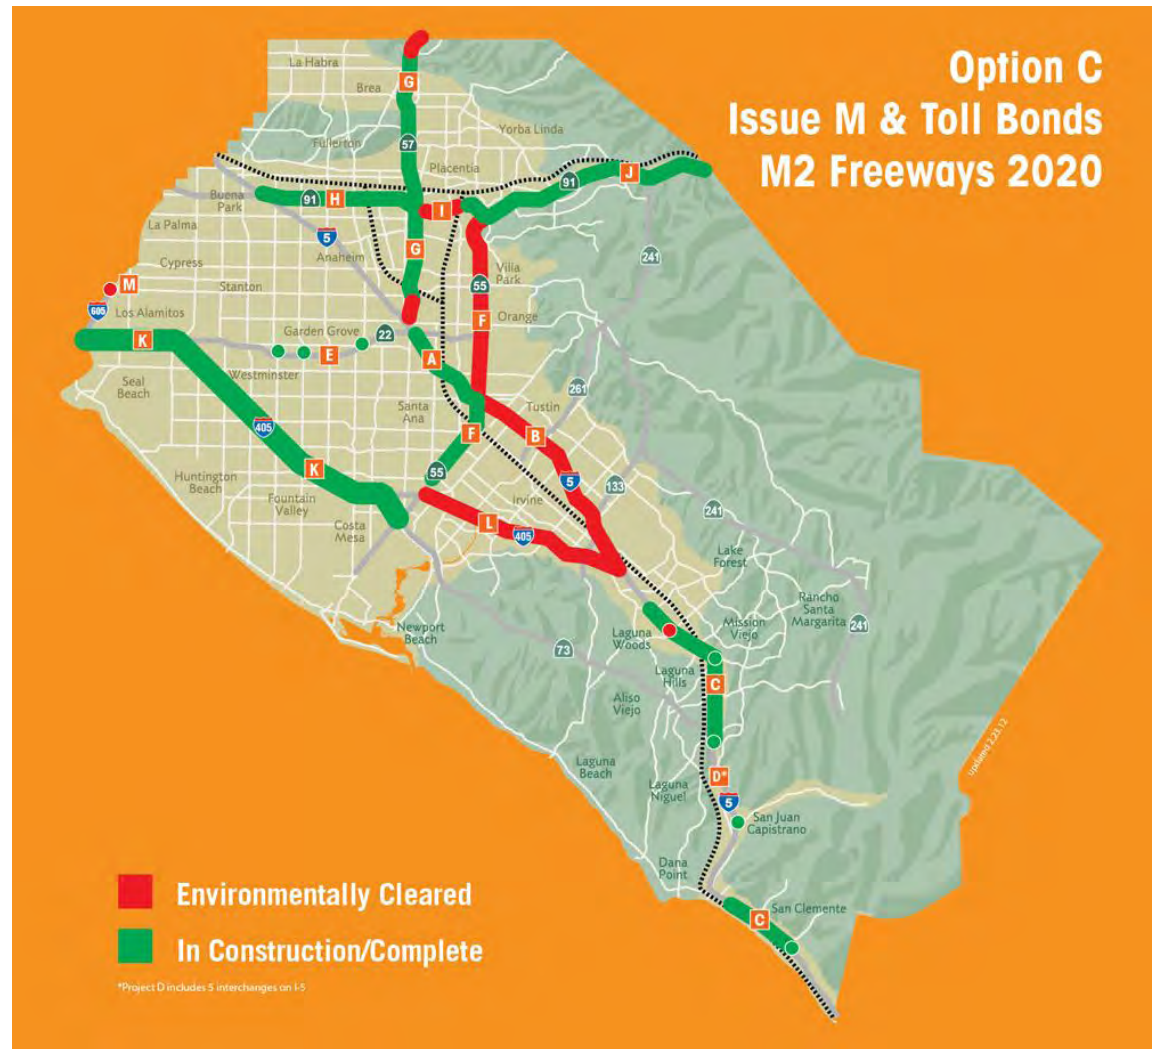 Option C
Issue M & Toll Bonds
M2 Freeways 2020
La Habra
Brea
G
Yorba Linda
Fullerton
57
Placentia
91
J
Buena
Park
91
H
I
La Palma
5
Anaheim
G
241
Cypress
Villa
Park
M
Stanton
55
605
Los Alamitos
F
Orange
Garden Grove
22
K
E
A
Westminster
Seal
Beach
261
Santa
Ana
Tustin
405
F
B
K
55
5
Huntington
Beach
Fountain
Valley
Irvine
133
Costa
Mesa
L
405
241
Lake
Forest
Rancho
Santa
Margarita
241
Newport
Beach
Laguna
Woods
Mission
Viejo
73
Laguna
Hills
C
Aliso
Viejo
updated 2.23.12
Laguna
Beach
D*
Laguna
Niguel
5
San Juan
Capistrano
Dana
Point
C
San Clemente
Environmentally Cleared
In Construction/Complete
*Project D includes 5 interchanges on I-5